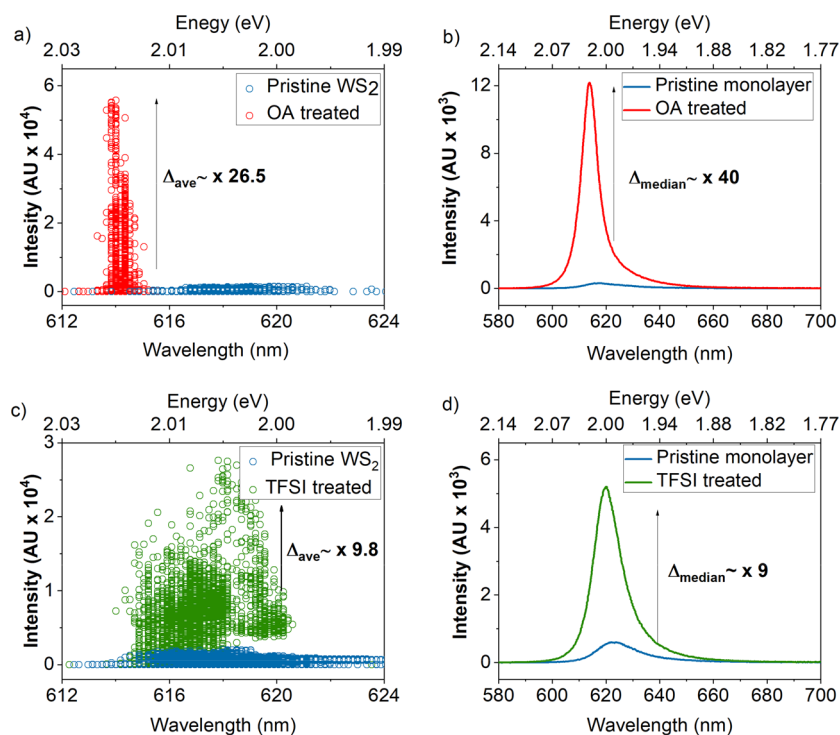 a)
Enegy (eV)
2.03 2.01 2.00 1.99
Intesity (AU x 10⁴)
6
4
2
0
Pristine WS₂
OA treated
Δave~ x 26.5
612 616 620 624
Wavelength (nm)
b)
Energy (eV)
2.14 2.07 2.03 2.00 1.94 1.88 1.82 1.77
Intensity (AU x 10³)
12
8
4
0
Pristine monolayer
OA treated
Δmedian~ x 40
580 600 620 640 660 680 700
Wavelength (nm)
c)
Energy (eV)
2.03 2.01 2.00 1.99
Intensity (AU x 10⁴)
3
2
1
0
Pristine WS₂
TFSI treated
Δave~ x 9.8
612 616 620 624
Wavelength (nm)
d)
Energy (eV)
2.14 2.07 2.00 1.94 1.88 1.82 1.77
Intensity (AU x 10³)
6
4
2
0
Pristine monolayer
TFSI treated
Δmedian~ x 9
580 600 620 640 660 680 700
Wavelength (nm)